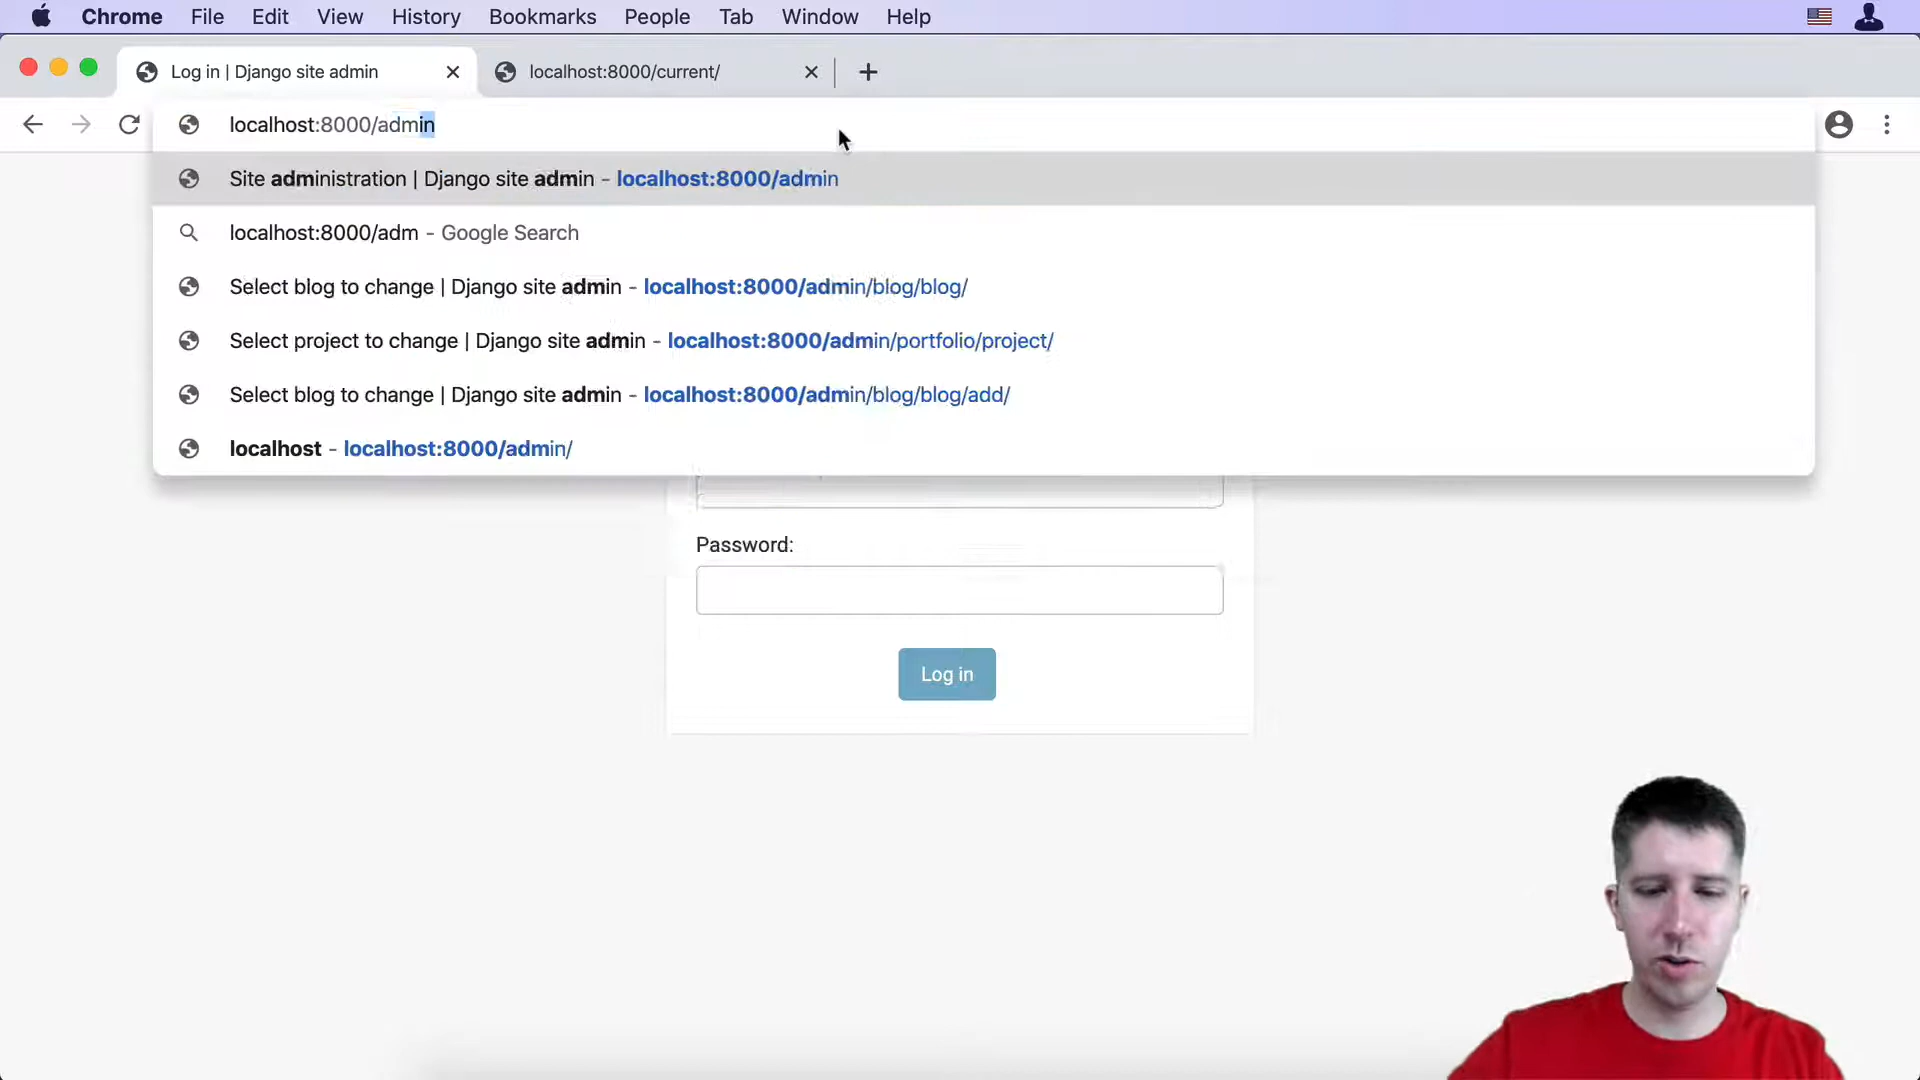 Chrome File Edit View History Bookmarks People Tab Window Help
Log in | Django site admin
localhost:8000/current/
localhost:8000/admin
Site administration | Django site admin – localhost:8000/admin
localhost:8000/adm – Google Search
Select blog to change | Django site admin – localhost:8000/admin/blog/blog/
Select project to change | Django site admin – localhost:8000/admin/portfolio/project/
Select blog to change | Django site admin – localhost:8000/admin/blog/blog/add/
localhost – localhost:8000/admin/
Password:
Log in